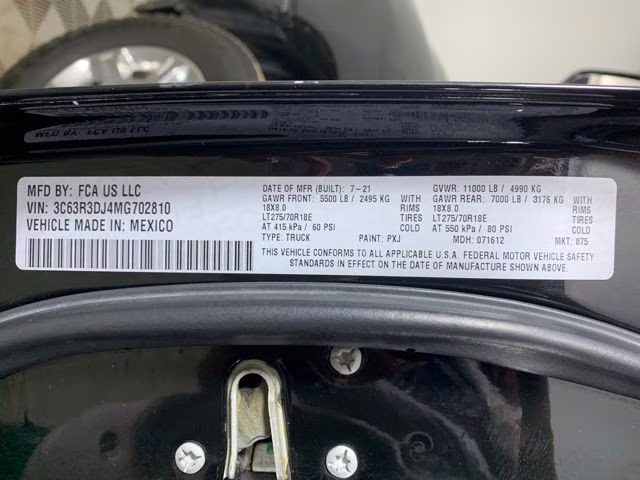 MFD BY: FCA US LLC
VIN: 3C63R3DJ4MG702810
VEHICLE MADE IN: MEXICO
DATE OF MFR (BUILT): 7-21
GAWR FRONT: 5500 LB / 2495 KG WITH
18X8.0 RIMS
LT275/70R18E TIRES
AT 415 kPa / 60 PSI COLD
TYPE: TRUCK PAINT: PXJ
GVWR: 11000 LB / 4990 KG
GAWR REAR: 7000 LB / 3176 KG WITH
18X8.0 RIMS
LT275/70R18E TIRES
AT 550 kPa / 80 PSI COLD
MDH: 071612 MKT: 875
THIS VEHICLE CONFORMS TO ALL APPLICABLE U.S.A. FEDERAL MOTOR VEHICLE SAFETY
STANDARDS IN EFFECT ON THE DATE OF MANUFACTURE SHOWN ABOVE.